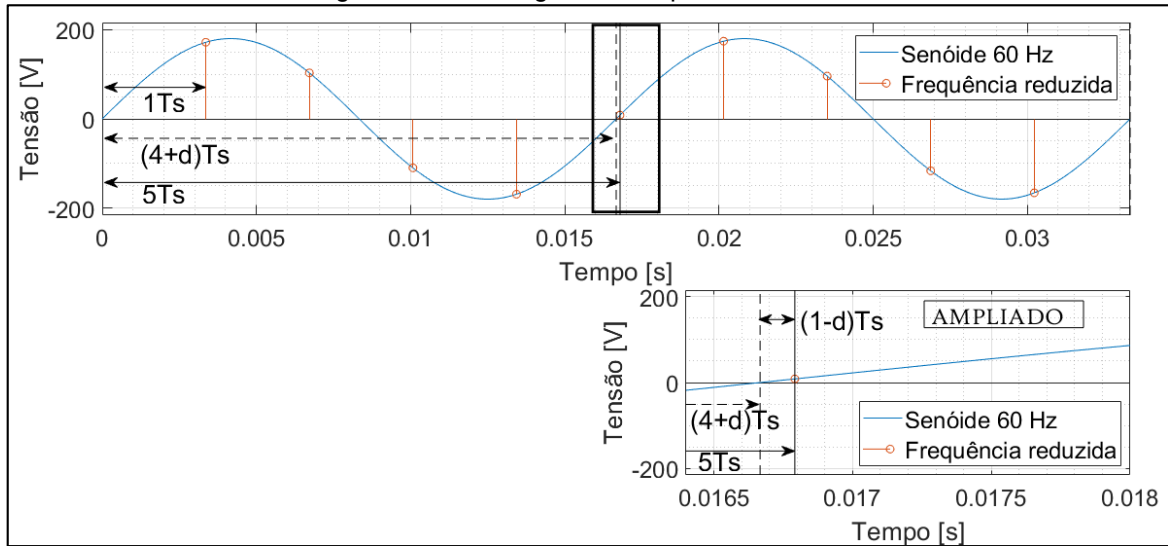 200
0
-200
Tensão [V]
1Ts
(4+d)Ts
5Ts
Senóide 60 Hz
Frequência reduzida
0 0.005 0.01 0.015 0.02 0.025 0.03
Tempo [s]
200
0
-200
Tensão [V]
(1-d)Ts
AMPLIADO
(4+d)Ts
5Ts
Senóide 60 Hz
Frequência reduzida
0.0165 0.017 0.0175 0.018
Tempo [s]